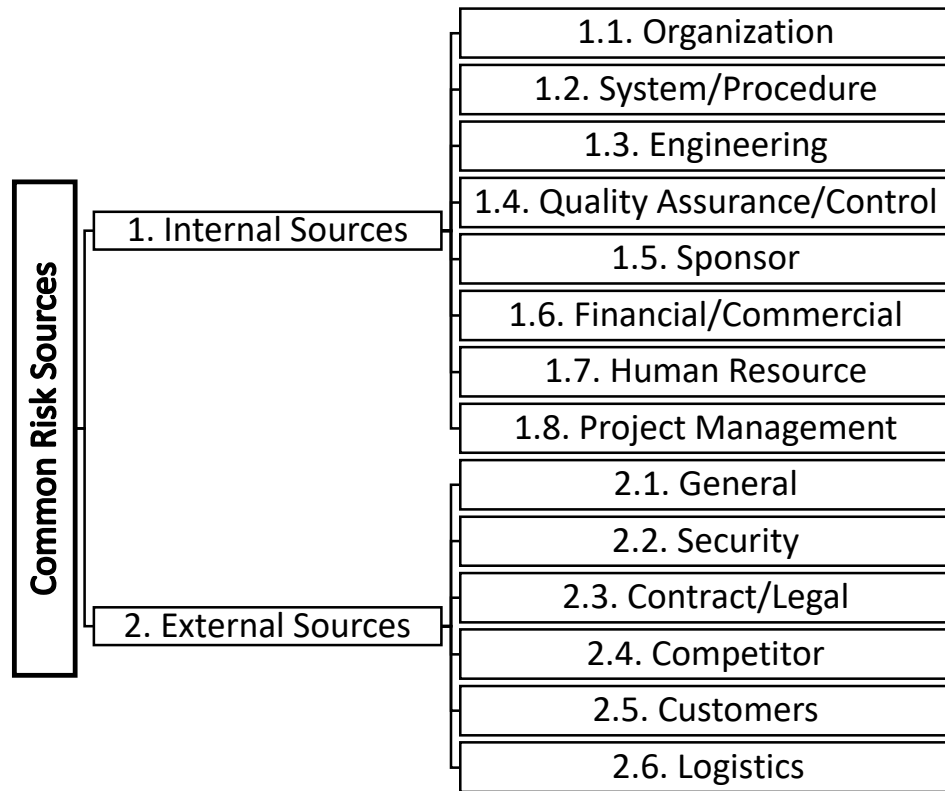 Common Risk Sources
1. Internal Sources
1.1. Organization
1.2. System/Procedure
1.3. Engineering
1.4. Quality Assurance/Control
1.5. Sponsor
1.6. Financial/Commercial
1.7. Human Resource
1.8. Project Management
2. External Sources
2.1. General
2.2. Security
2.3. Contract/Legal
2.4. Competitor
2.5. Customers
2.6. Logistics